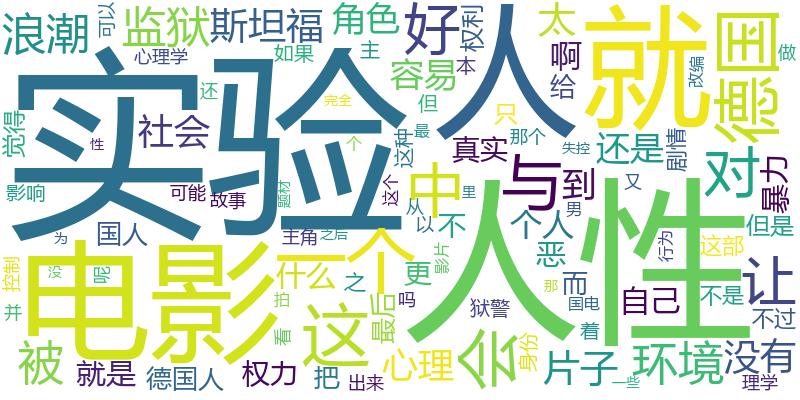 浪潮
可以
监狱
斯坦福
角色
好
权利
太
啊
就
德国
做
改编
心理学
如果
主
本
容易
给
还
但
完全
只
那个
失控
实验
人
觉得
性
社会
个
这种
最
真实
还是
剧情
对
暴力
影响
可能
故事
题材
这个
中
里
与
到
又
男
从
以
不
个人
但是
为
国人
主角
之后
影片
恶
行为
这部
人性
控制
没
呢
电影
一个
什么
之
更
而
让
并
拍
这
最后
吗
狱警
那
国电
着
自己
不是
不过
被
看
会
身份
就是
德国人
权力
把
出来
心理
片子
一些
环境
没有
理学